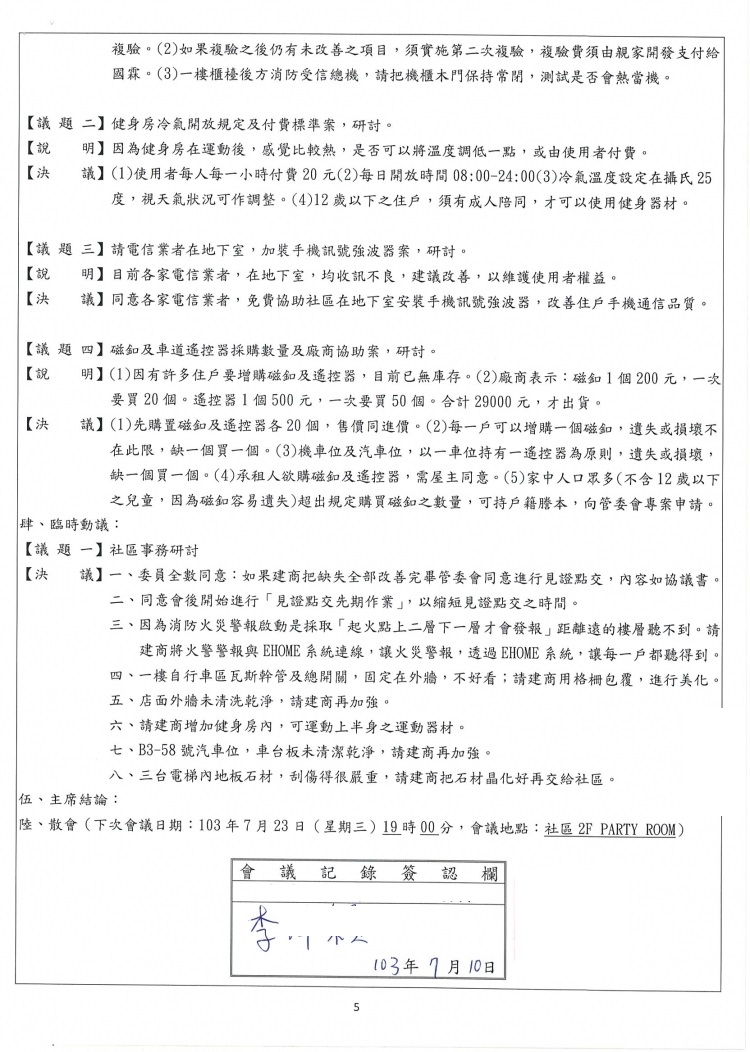 複驗。(2)如果複驗之後仍有未改善之項目，須實施第二次複驗，複驗費須由親家開發支付給
國霖。(3)一樓櫃檯後方消防受信總機，請把機櫃木門保持常閉，測試是否會熱當機。
【議 題 二】健身房冷氣開放規定及付費標準案，研討。
【說　　明】因為健身房在運動後，感覺比較熱，是否可以將溫度調低一點，或由使用者付費。
【決　　議】(1)使用者每人每一小時付費 20 元(2)每日開放時間 08:00-24:00(3)冷氣溫度設定在攝氏 25
度，視天氣狀況可作調整。(4)12 歲以下之住戶，須有成人陪同，才可以使用健身器材。
【議 題 三】請電信業者在地下室，加裝手機訊號強波器案，研討。
【說　　明】目前各家電信業者，在地下室，均收訊不良，建議改善，以維護使用者權益。
【決　　議】同意各家電信業者，免費協助社區在地下室安裝手機訊號強波器，改善住戶手機通信品質。
【議 題 四】磁釦及車道遙控器採購數量及廠商協助案，研討。
【說　　明】(1)因有許多住戶要增購磁釦及遙控器，目前已無庫存。(2)廠商表示：磁釦 1 個 200 元，一次
要買 20 個。遙控器 1 個 500 元，一次要買 50 個。合計 29000 元，才出貨。
【決　　議】(1)先購置磁釦及遙控器各 20 個，售價同進價。(2)每一戶可以增購一個磁釦，遺失或損壞不
在此限，缺一個買一個。(3)機車位及汽車位，以一車位持有一遙控器為原則，遺失或損壞，
缺一個買一個。(4)承租人欲購磁釦及遙控器，需屋主同意。(5)家中人口眾多(不含 12 歲以下
之兒童，因為磁釦容易遺失)超出規定購買磁釦之數量，可持戶籍謄本，向管委會專案申請。
肆、臨時動議：
【議 題 一】社區事務研討
【決　　議】一、委員全數同意：如果建商把缺失全部改善完畢管委會同意進行見證點交，內容如協議書。
二、同意會後開始進行「見證點交先期作業」，以縮短見證點交之時間。
三、因為消防火災警報啟動是採取「起火點上二層下一層才會發報」距離遠的樓層聽不到。請
建商將火警警報與 EHOME 系統連線，讓火災警報，透過 EHOME 系統，讓每一戶都聽得到。
四、一樓自行車區瓦斯幹管及總開關，固定在外牆，不好看；請建商用格柵包覆，進行美化。
五、店面外牆未清洗乾淨，請建商再加強。
六、請建商增加健身房內，可運動上半身之運動器材。
七、B3-58 號汽車位，車台板未清潔乾淨，請建商再加強。
八、三台電梯內地板石材，刮傷得很嚴重，請建商把石材晶化好再交給社區。
伍、主席結論：
陸、散會（下次會議日期：103 年 7 月 23 日（星期三）19 時 00 分，會議地點：社區 2F PARTY ROOM）
會 議 記 錄 簽 認 欄
李
103年 7 月 10日
5